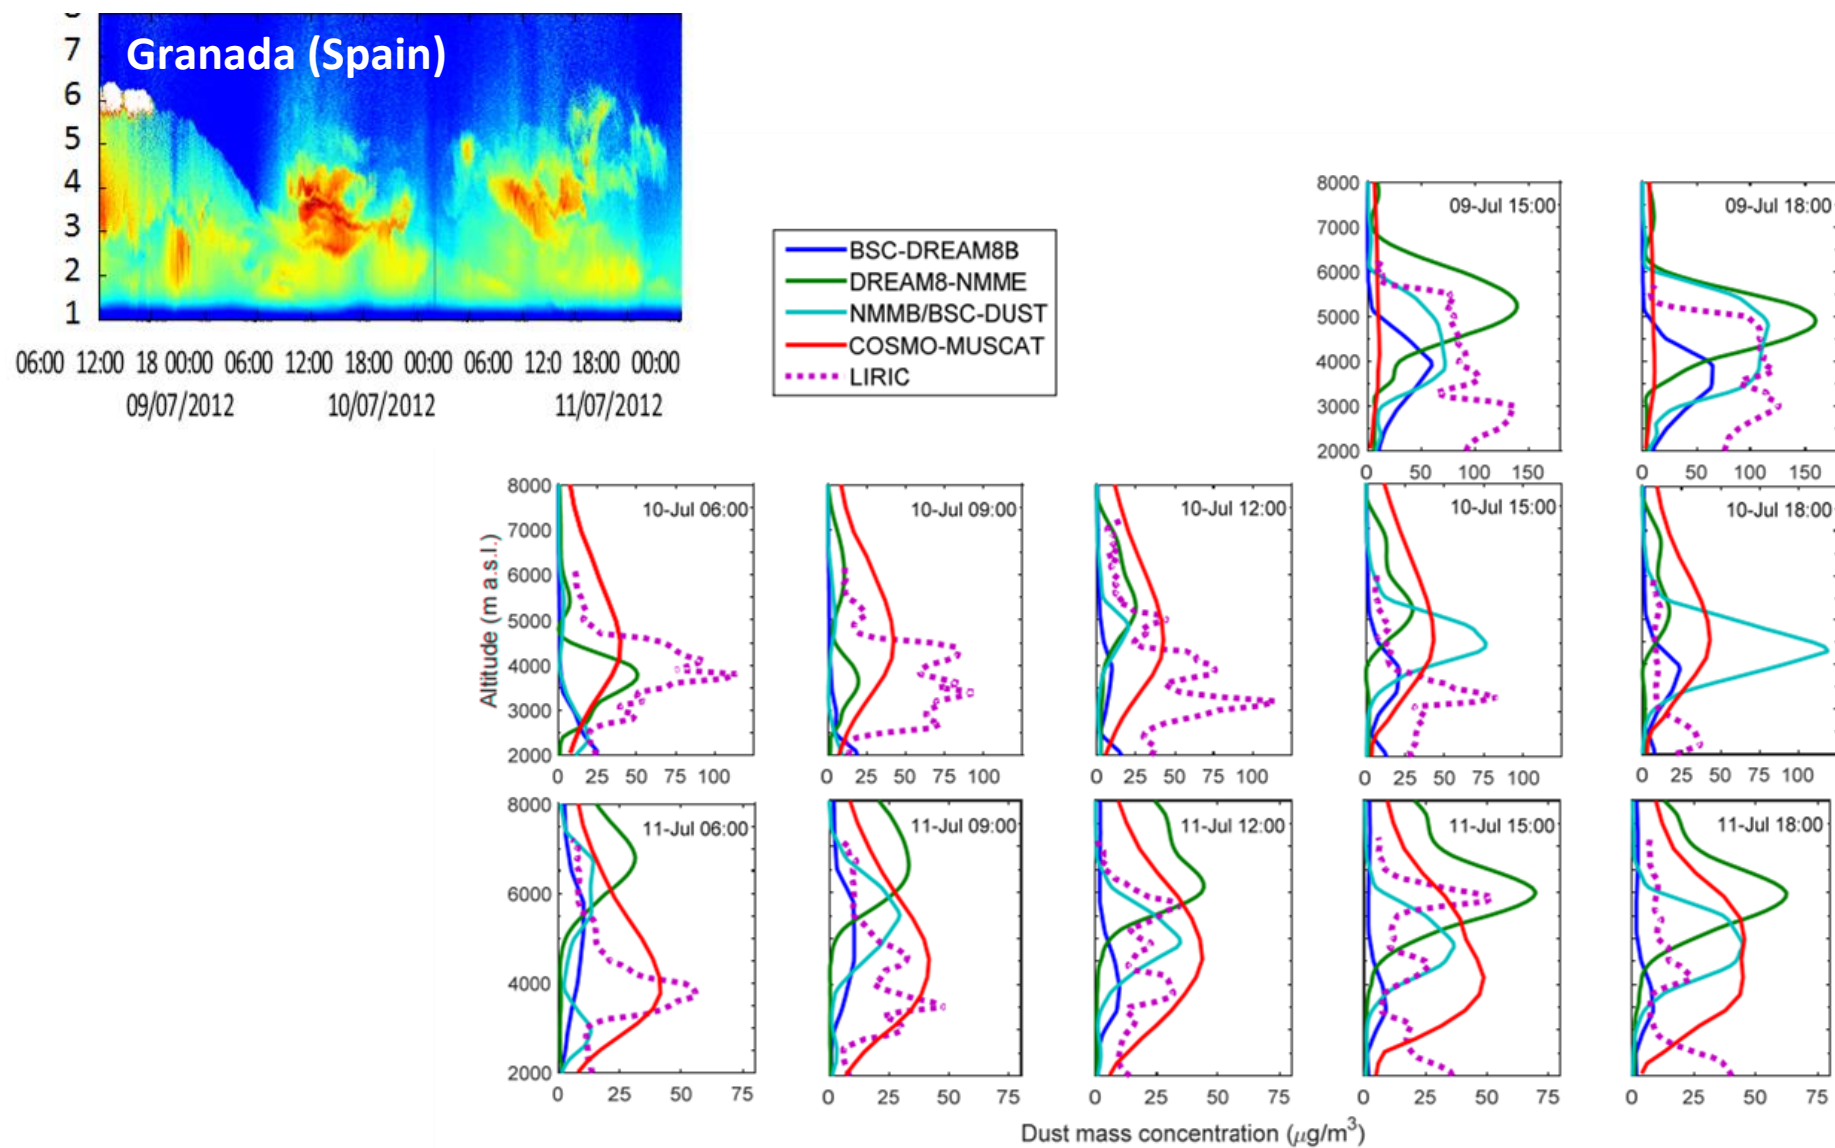 8
Granada (Spain)
7
6
5
4
3
2
1
06:00 12:00 18 00:00 06:00 12:00 18:00 00:00 06:00 12:0 18:00 00:00
09/07/2012 10/07/2012 11/07/2012
BSC-DREAM8B
DREAM8-NMME
NMMB/BSC-DUST
COSMO-MUSCAT
LIRIC
8000
7000
6000
5000
4000
3000
2000
09-Jul 15:00
0 50 100 150
09-Jul 18:00
0 50 100 150
Altitude (m a.s.l.)
8000
7000
6000
5000
4000
3000
2000
10-Jul 06:00
0 25 50 75 100
10-Jul 09:00
0 25 50 75 100
10-Jul 12:00
0 25 50 75 100
10-Jul 15:00
0 25 50 75 100
10-Jul 18:00
0 25 50 75 100
8000
6000
4000
2000
11-Jul 06:00
0 25 50 75
11-Jul 09:00
0 25 50 75
11-Jul 12:00
0 25 50 75
11-Jul 15:00
0 25 50 75
11-Jul 18:00
0 25 50 75
Dust mass concentration (μg/m³)